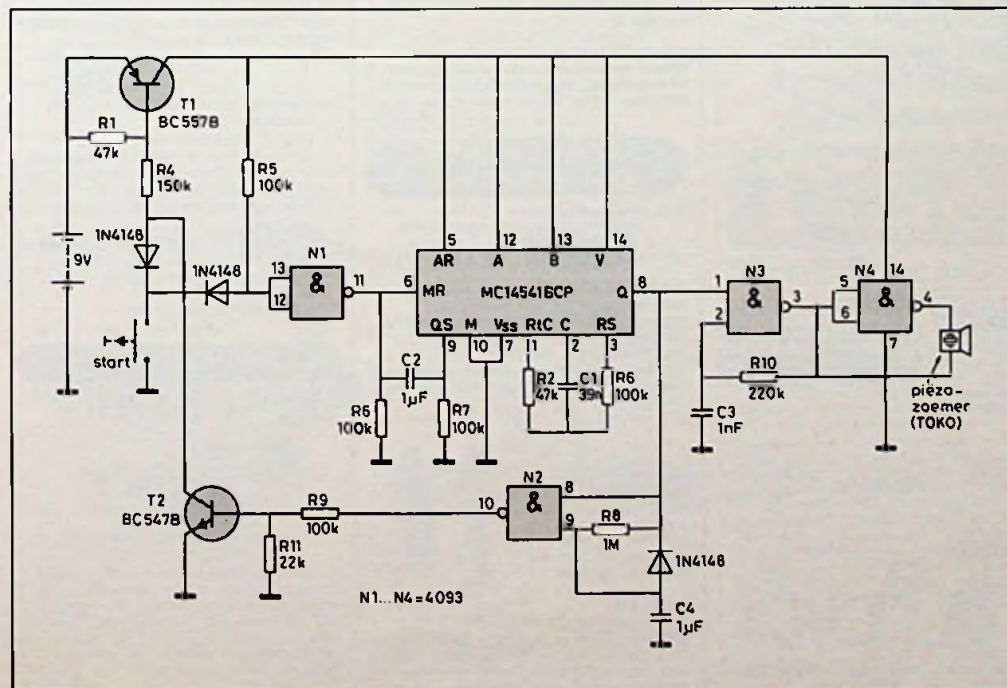 T1
BC557B
R1
47k
R4
150k
R5
100k
9V
1N4148
1N4148
start
N1
13
12
&
11
5
12
13
14
AR
A
B
V
6
MR
MC14541BCP
Q
8
QS
M
Vss
RtC
C
RS
9
10
7
1
2
3
C2
1µF
R6
100k
R7
100k
R2
47k
C1
39n
R6
100k
N3
1
2
&
3
N4
5
6
&
14
4
7
R10
220k
C3
1nF
piëzo-
zoemer
(TOKO)
T2
BC547B
R9
100k
R11
22k
N2
10
&
8
9
R8
1M
1N4148
C4
1µF
N1...N4=4093